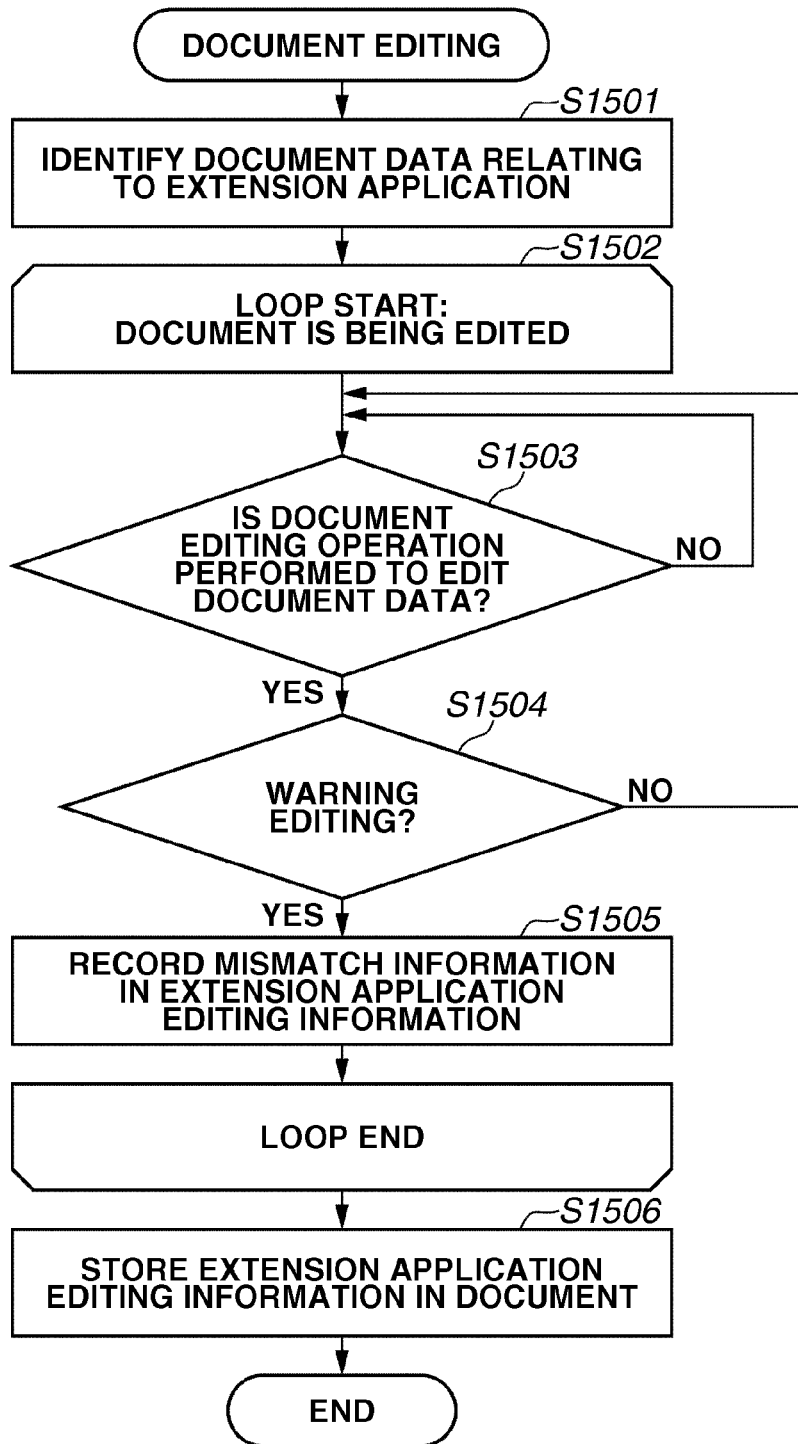 DOCUMENT EDITING
S1501
IDENTIFY DOCUMENT DATA RELATING
TO EXTENSION APPLICATION
S1502
LOOP START:
DOCUMENT IS BEING EDITED
S1503
IS DOCUMENT
EDITING OPERATION
PERFORMED TO EDIT
DOCUMENT DATA?
NO
YES
S1504
WARNING
EDITING?
NO
YES
S1505
RECORD MISMATCH INFORMATION
IN EXTENSION APPLICATION
EDITING INFORMATION
LOOP END
S1506
STORE EXTENSION APPLICATION
EDITING INFORMATION IN DOCUMENT
END